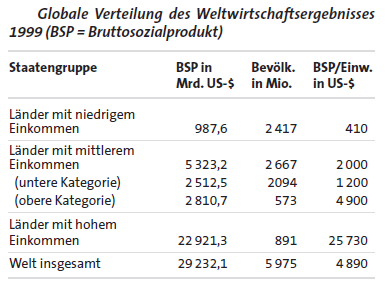 Globale Verteilung des Weltwirtschaftsergebnisses
1999 (BSP = Bruttosozialprodukt)
Staatengruppe BSP in Bevölk. BSP/Einw.
Mrd. US-$ in Mio. in US-$
Länder mit niedrigem
Einkommen 987,6 2 417 410
Länder mit mittlerem
Einkommen 5 323,2 2 667 2 000
(untere Kategorie) 2 512,5 2094 1 200
(obere Kategorie) 2 810,7 573 4 900
Länder mit hohem
Einkommen 22 921,3 891 25 730
Welt insgesamt 29 232,1 5 975 4 890